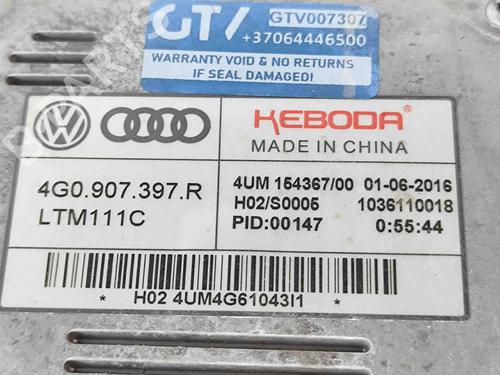 GTV
GTV007307
+37064446500
WARRANTY VOID & NO RETURNS
IF SEAL DAMAGED!
KEBODA®
MADE IN CHINA
4G0.907.397.R
LTM111C
4UM 154367/00 01-06-2016
H02/S0005 1036110018
PID:00147 0:55:44
* H02 4UM4G61043I1 *